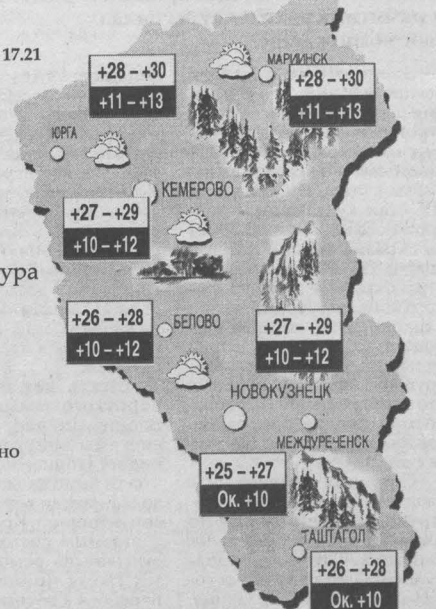 17.21
МАРИИНСК
+28 – +30
+11 – +13
+28 – +30
+11 – +13
ЮРГА
КЕМЕРОВО
+27 – +29
+10 – +12
ура
+26 – +28
+10 – +12
БЕЛОВО
+27 – +29
+10 – +12
НОВОКУЗНЕЦК
МЕЖДУРЕЧЕНСК
но
+25 – +27
Ок. +10
ТАШТАГОЛ
+26 – +28
Ок. +10